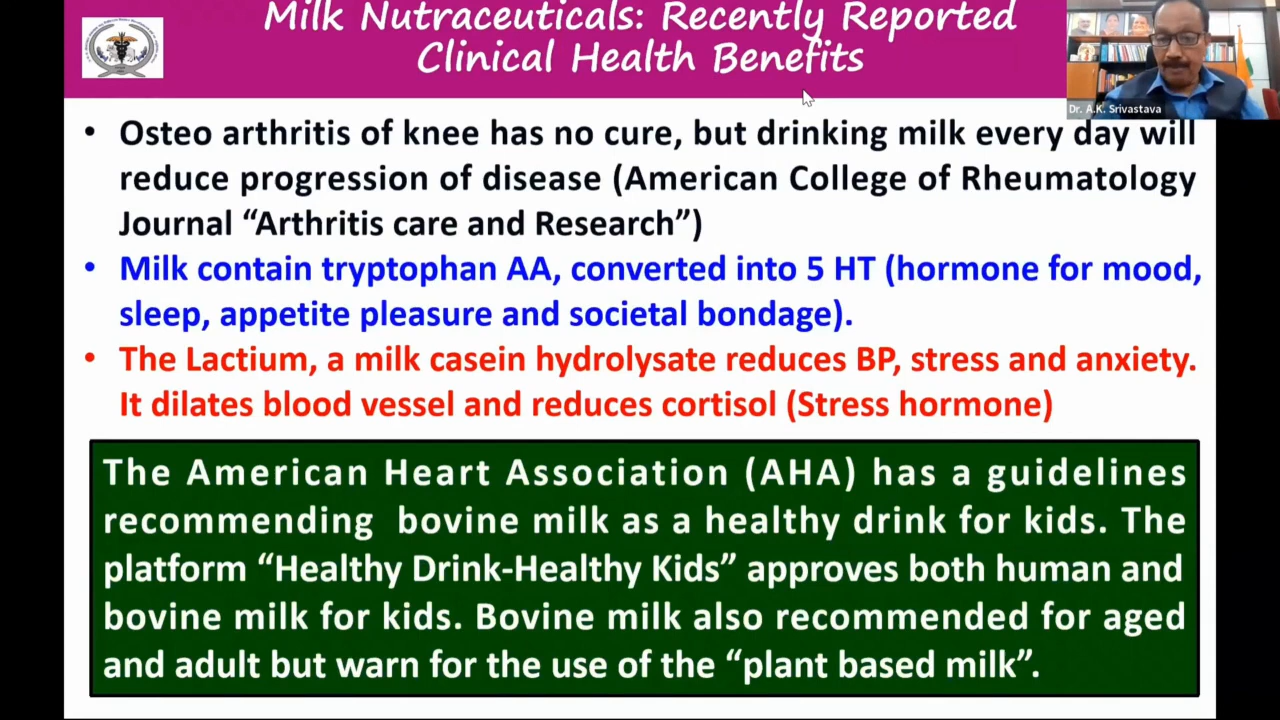 Milk Nutraceuticals: Recently Reported
Clinical Health Benefits
Dr. A.K. Srivastava
• Osteo arthritis of knee has no cure, but drinking milk every day will
reduce progression of disease (American College of Rheumatology
Journal “Arthritis care and Research”)
• Milk contain tryptophan AA, converted into 5 HT (hormone for mood,
sleep, appetite pleasure and societal bondage).
• The Lactium, a milk casein hydrolysate reduces BP, stress and anxiety.
It dilates blood vessel and reduces cortisol (Stress hormone)
The American Heart Association (AHA) has a guidelines
recommending bovine milk as a healthy drink for kids. The
platform “Healthy Drink-Healthy Kids” approves both human and
bovine milk for kids. Bovine milk also recommended for aged
and adult but warn for the use of the “plant based milk”.